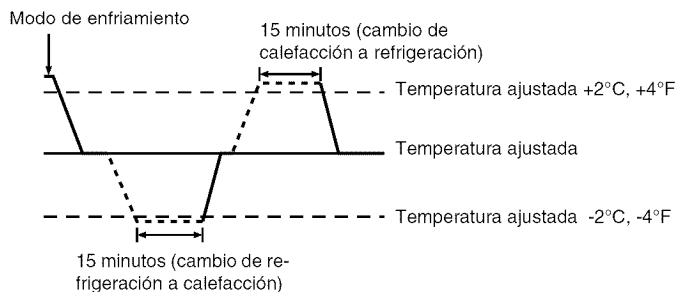 Modo de enfriamiento
15 minutos (cambio de
calefacción a refrigeración)
Temperatura ajustada +2°C, +4°F
Temperatura ajustada
Temperatura ajustada -2°C, -4°F
15 minutos (cambio de re-
frigeración a calefacción)